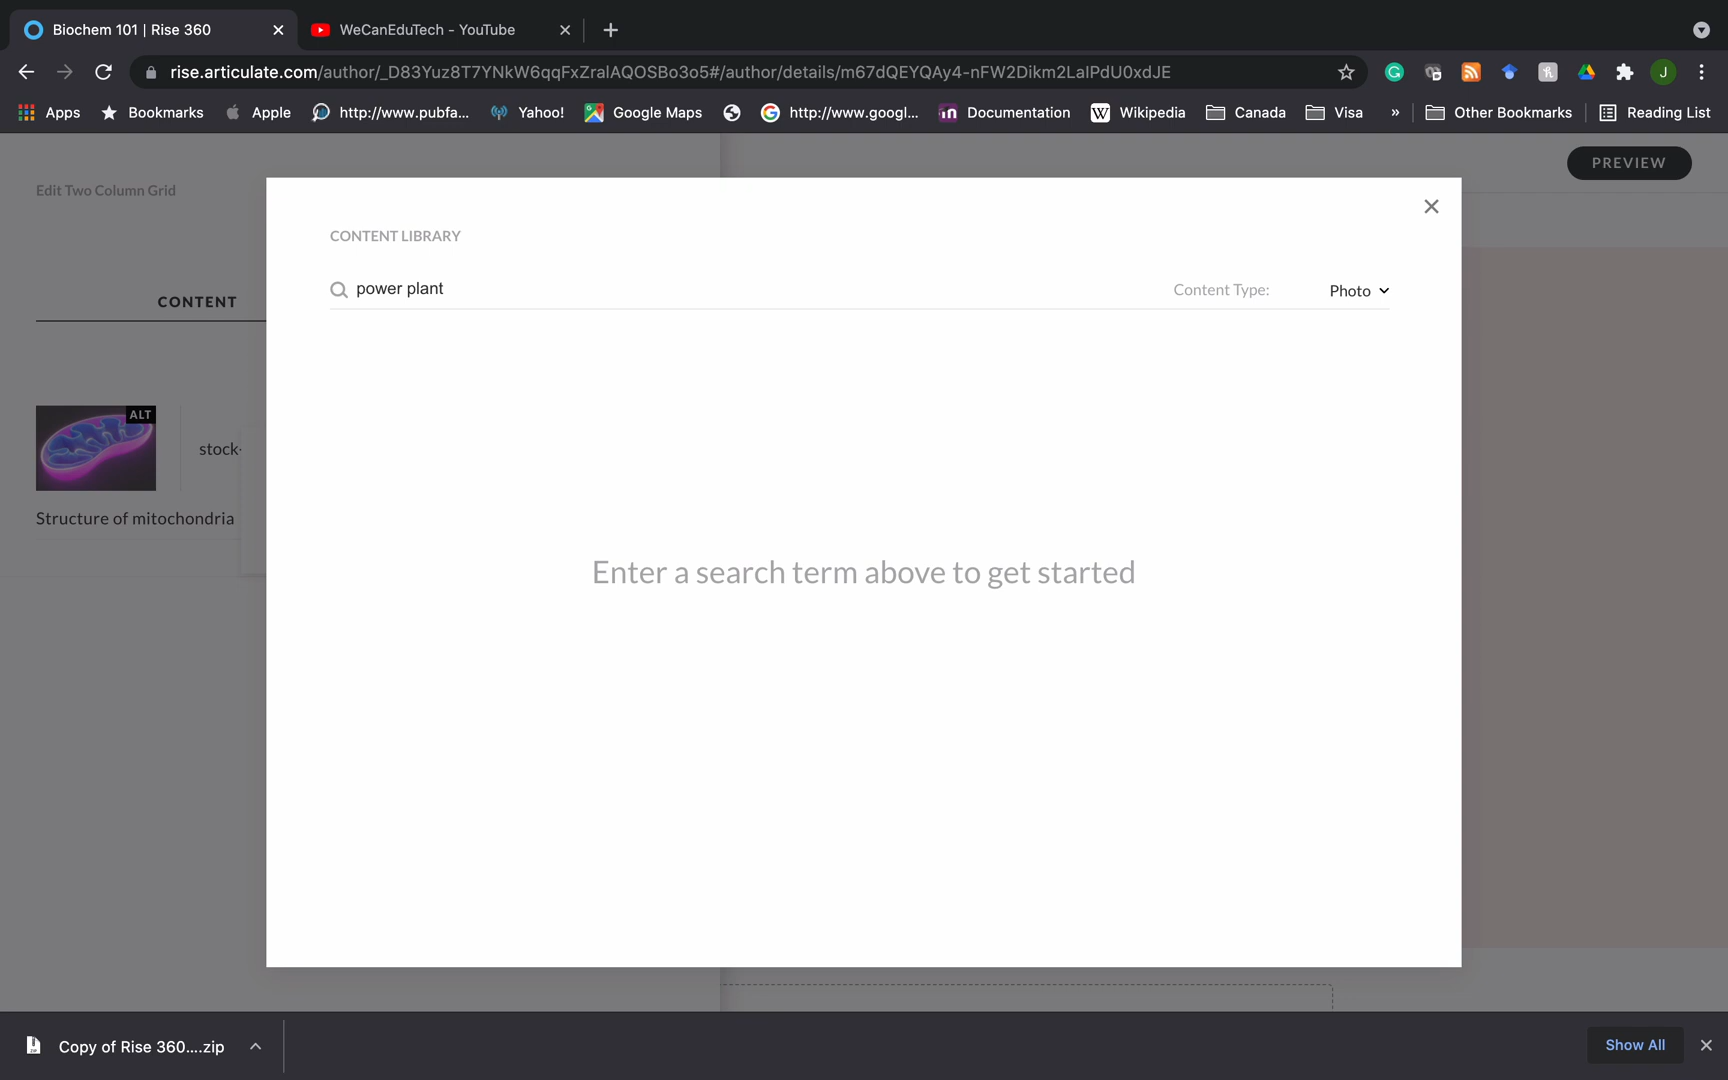 Biochem 101 | Rise 360
WeCanEduTech - YouTube
rise.articulate.com/author/_D83Yuz8T7YNkW6qqFxZralAQOSBo3o5#/author/details/m67dQEYQAy4-nFW2Dikm2LalPdU0xdJE
J
Apps
Bookmarks
Apple
http://www.pubfa...
Yahoo!
Google Maps
http://www.googl...
Documentation
Wikipedia
Canada
Visa
»
Other Bookmarks
Reading List
Edit Two Column Grid
PREVIEW
CONTENT LIBRARY
power plant
Content Type:
Photo
CONTENT
ALT
stock-
Structure of mitochondria
Enter a search term above to get started
Copy of Rise 360....zip
Show All